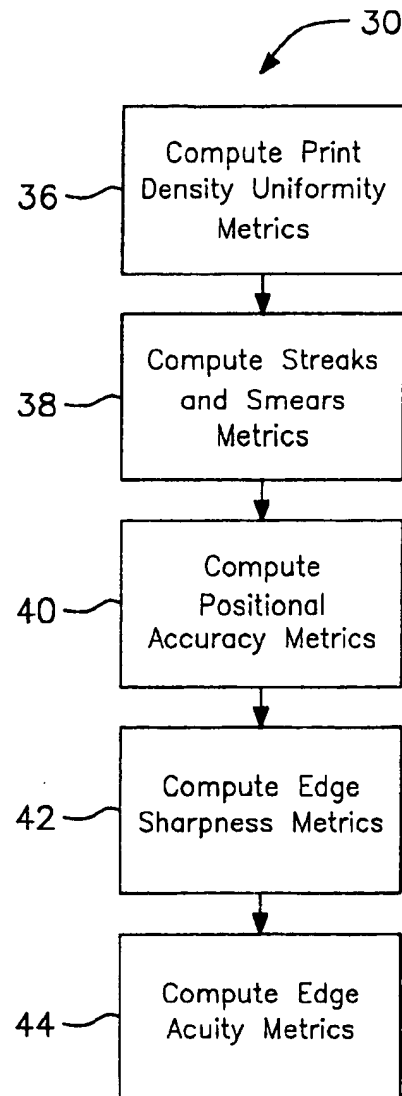 30
Compute Print
Density Uniformity
Metrics
36
Compute Streaks
and Smears
Metrics
38
Compute
Positional
Accuracy Metrics
40
Compute Edge
Sharpness Metrics
42
Compute Edge
Acuity Metrics
44